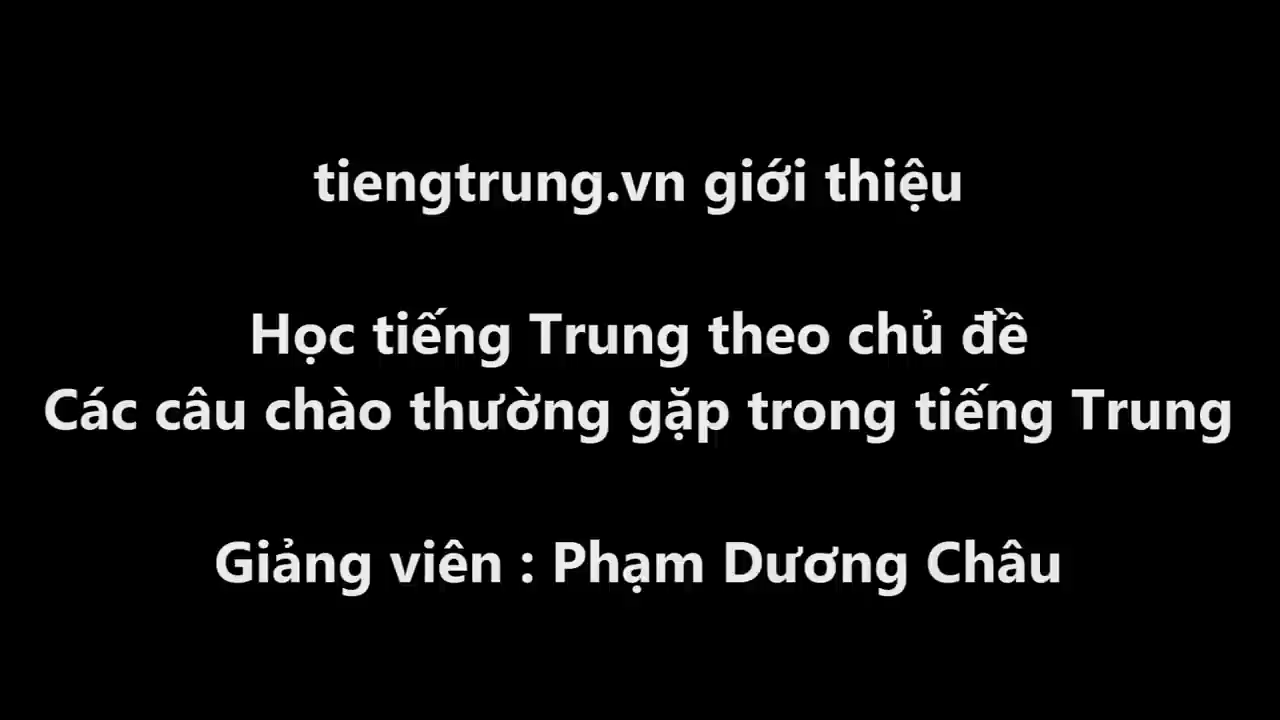 tiengtrung.vn giới thiệu
Học tiếng Trung theo chủ đề
Các câu chào thường gặp trong tiếng Trung
Giảng viên : Phạm Dương Châu